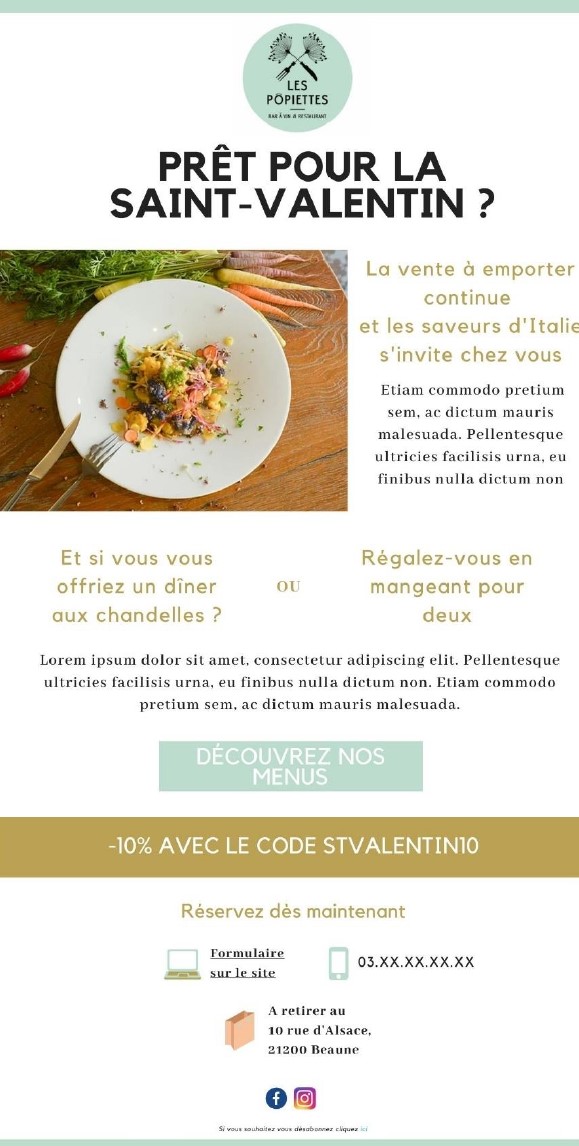 LES
PÔPIETTES
BAR À VIN & RESTAURANT
PRÊT POUR LA
SAINT-VALENTIN ?
La vente à emporter
continue
et les saveurs d'Italie
s'invite chez vous
Etiam commodo pretium
sem, ac dictum mauris
malesuada. Pellentesque
ultricies facilisis urna, eu
finibus nulla dictum non
Et si vous vous
offriez un dîner
aux chandelles ?
OU
Régalez-vous en
mangeant pour
deux
Lorem ipsum dolor sit amet, consectetur adipiscing elit. Pellentesque
ultricies facilisis urna, eu finibus nulla dictum non. Etiam commodo
pretium sem, ac dictum mauris malesuada.
DÉCOUVREZ NOS
MENUS
-10% AVEC LE CODE STVALENTIN10
Réservez dès maintenant
Formulaire
sur le site
03.XX.XX.XX.XX
A retirer au
10 rue d'Alsace,
21200 Beaune
Si vous souhaitez vous désabonnez cliquez ici